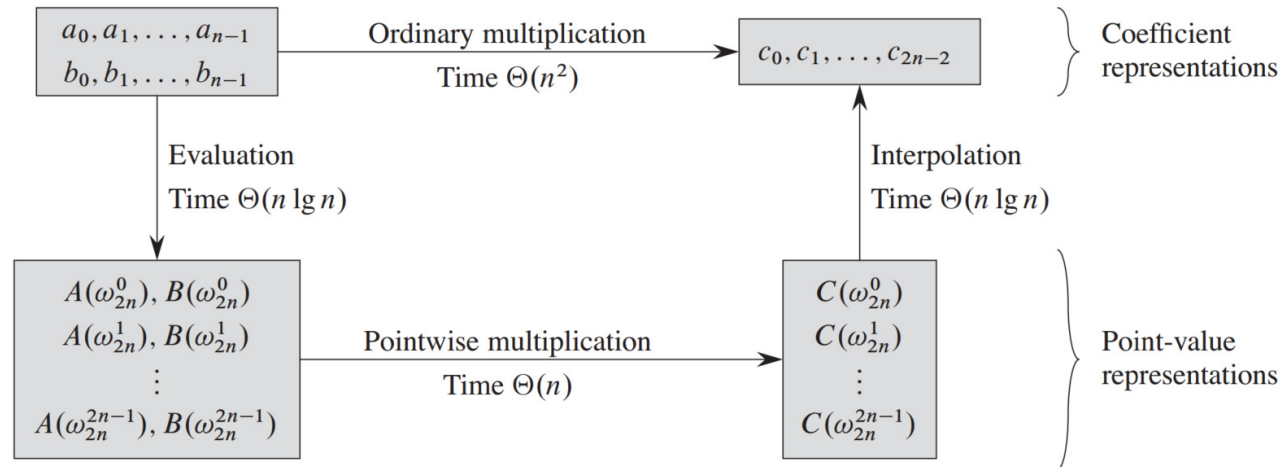 a_0, a_1, . . . , a_{n−1}
b_0, b_1, . . . , b_{n−1}
Ordinary multiplication
Time Θ(n^2)
c_0, c_1, . . . , c_{2n−2}
Coefficient
representations
Evaluation
Time Θ(n lg n)
Interpolation
Time Θ(n lg n)
A(ω_{2n}^0), B(ω_{2n}^0)
A(ω_{2n}^1), B(ω_{2n}^1)
⋮
A(ω_{2n}^{2n−1}), B(ω_{2n}^{2n−1})
Pointwise multiplication
Time Θ(n)
C(ω_{2n}^0)
C(ω_{2n}^1)
⋮
C(ω_{2n}^{2n−1})
Point-value
representations